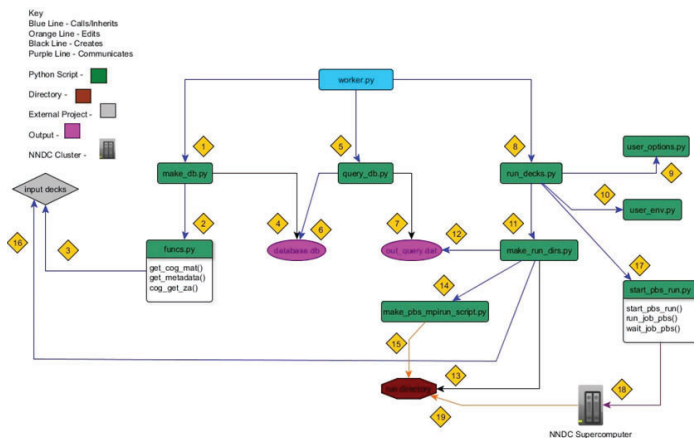 Key
Blue Line - Calls/Inherits
Orange Line - Edits
Black Line - Creates
Purple Line - Communicates
Python Script -
Directory -
External Project -
Output -
NNDC Cluster -
worker.py
1
5
8
user_options.py
make_db.py
query_db.py
run_decks.py
9
input decks
10
user_env.py
2
4
6
7
12
11
16
3
funcs.py
get_cog_mat()
get_metadata()
cog_get_za()
database.db
out_query.dat
make_run_dirs.py
17
14
start_pbs_run.py
start_pbs_run()
run_job_pbs()
wait_job_pbs()
make_pbs_mpirun_script.py
15
13
run directory
18
19
NNDC Supercomputer